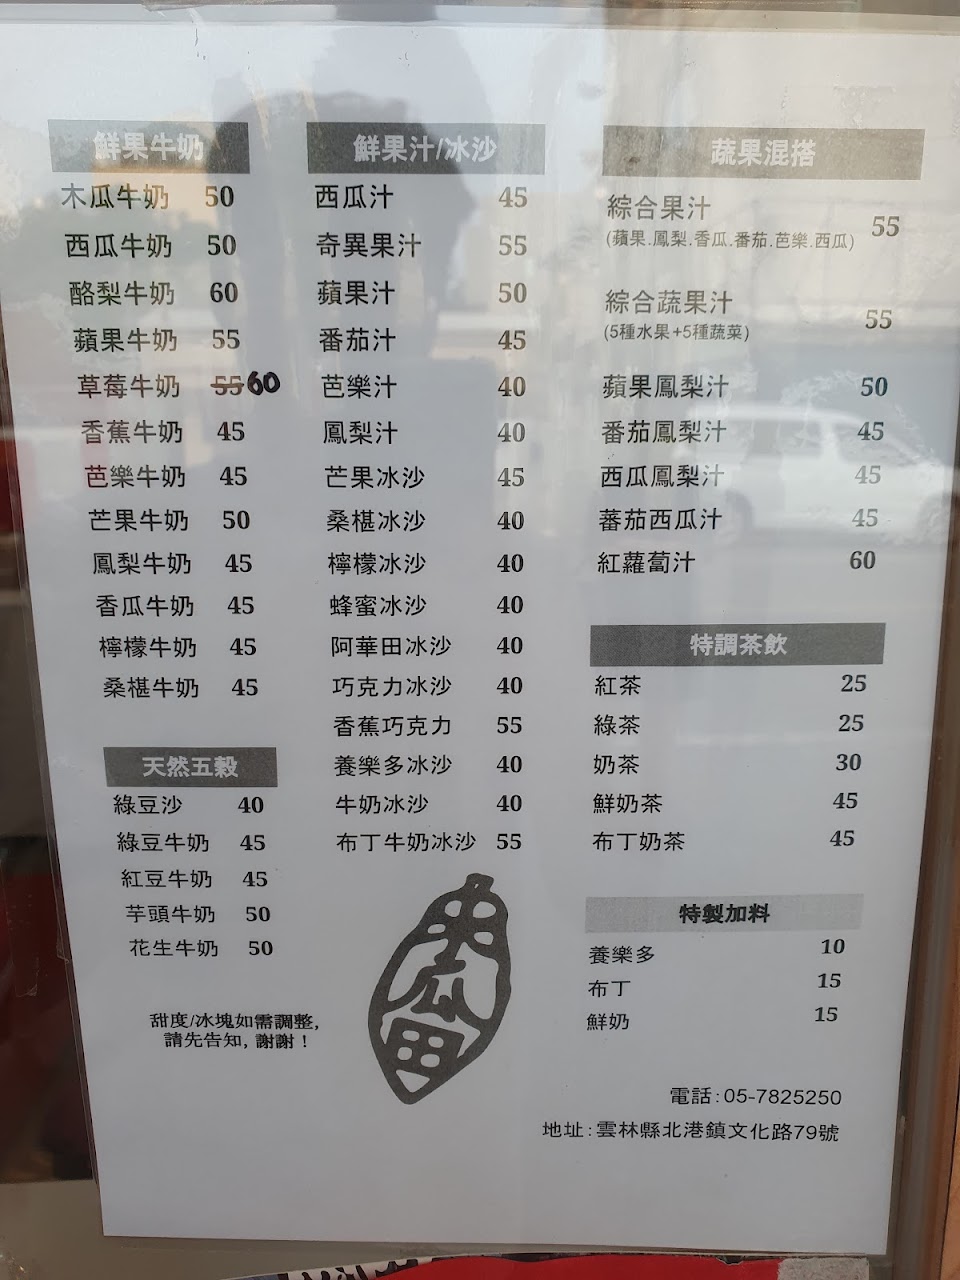 鮮果牛奶
木瓜牛奶 50
西瓜牛奶 50
酪梨牛奶 60
蘋果牛奶 55
草莓牛奶 55 60
香蕉牛奶 45
芭樂牛奶 45
芒果牛奶 50
鳳梨牛奶 45
香瓜牛奶 45
檸檬牛奶 45
桑椹牛奶 45
天然五穀
綠豆沙 40
綠豆牛奶 45
紅豆牛奶 45
芋頭牛奶 50
花生牛奶 50
甜度/冰塊如需調整,
請先告知, 謝謝！
鮮果汁/冰沙
西瓜汁 45
奇異果汁 55
蘋果汁 50
番茄汁 45
芭樂汁 40
鳳梨汁 40
芒果冰沙 45
桑椹冰沙 40
檸檬冰沙 40
蜂蜜冰沙 40
阿華田冰沙 40
巧克力冰沙 40
香蕉巧克力 55
養樂多冰沙 40
牛奶冰沙 40
布丁牛奶冰沙 55
蔬果混搭
綜合果汁 55
(蘋果.鳳梨.香瓜.番茄.芭樂.西瓜)
綜合蔬果汁 55
(5種水果+5種蔬菜)
蘋果鳳梨汁 50
番茄鳳梨汁 45
西瓜鳳梨汁 45
蕃茄西瓜汁 45
紅蘿蔔汁 60
特調茶飲
紅茶 25
綠茶 25
奶茶 30
鮮奶茶 45
布丁奶茶 45
特製加料
養樂多 10
布丁 15
鮮奶 15
電話:05-7825250
地址:雲林縣北港鎮文化路79號